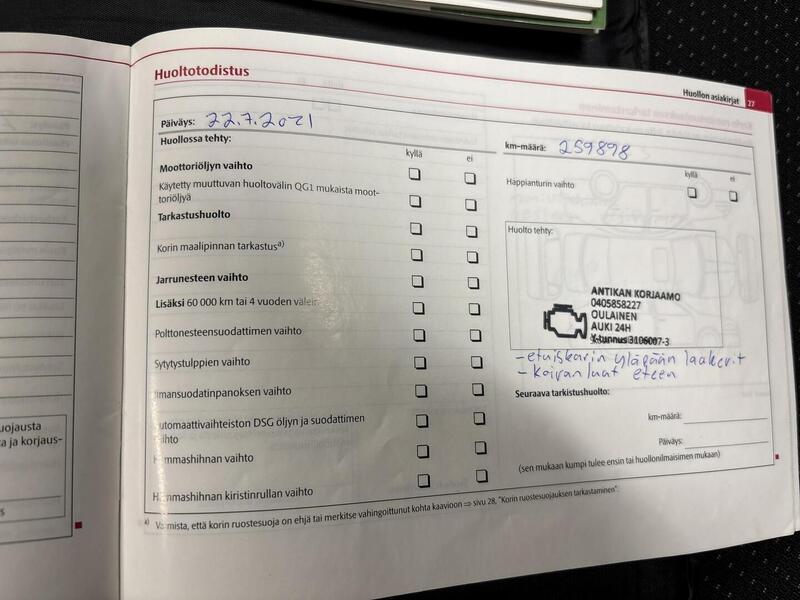 Huoltotodistus
Huollon asiakirjat 27
Päiväys: 22.7.2021
Huollossa tehty:
kyllä ei
Moottoriöljyn vaihto
Käytetty muuttuvan huoltovälin QG1 mukaista moot-
toriöljyä
Tarkastushuolto
Korin maalipinnan tarkastus a)
Jarrunesteen vaihto
Lisäksi 60 000 km tai 4 vuoden välein
Polttonesteensuodattimen vaihto
Sytytystulppien vaihto
Ilmansuodatinpanoksen vaihto
Automaattivaihteiston DSG öljyn ja suodattimen
vaihto
Hammashihnan vaihto
Hammashihnan kiristinrullan vaihto
km-määrä: 259898
kyllä ei
Happianturin vaihto
Huolto tehty:
ANTIKAN KORJAAMO
0405858227
OULAINEN
AUKI 24H
Y-tunnus 3106007-3
- etuiskarin yläpään laakerit
- Koiranluut eteen
Seuraava tarkistushuolto:
km-määrä:
Päiväys:
(sen mukaan kumpi tulee ensin tai huollonilmaisimen mukaan)
a) Varmista, että korin ruostesuoja on ehjä tai merkitse vahingoittunut kohta kaavioon ⇒ sivu 28, "Korin ruostesuojauksen tarkastaminen".
uojausta
ta ja korjaus-
s